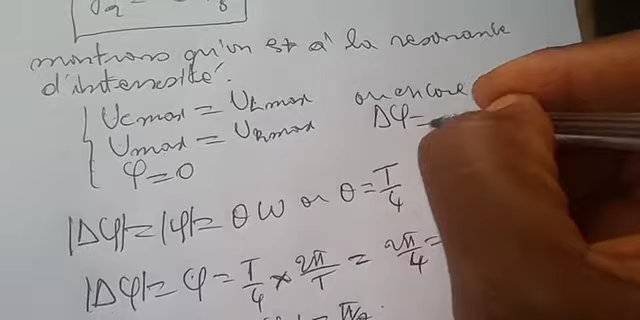 montrons qu'on est à la resonance
d'intensité.
Ucmax = ULmax ou encore
Umax = URmax Δφ=
φ=0
|Δφ|=|φ|= θω or θ = T/4
|Δφ|= φ = T/4 × 2π/T = 2π/4 =